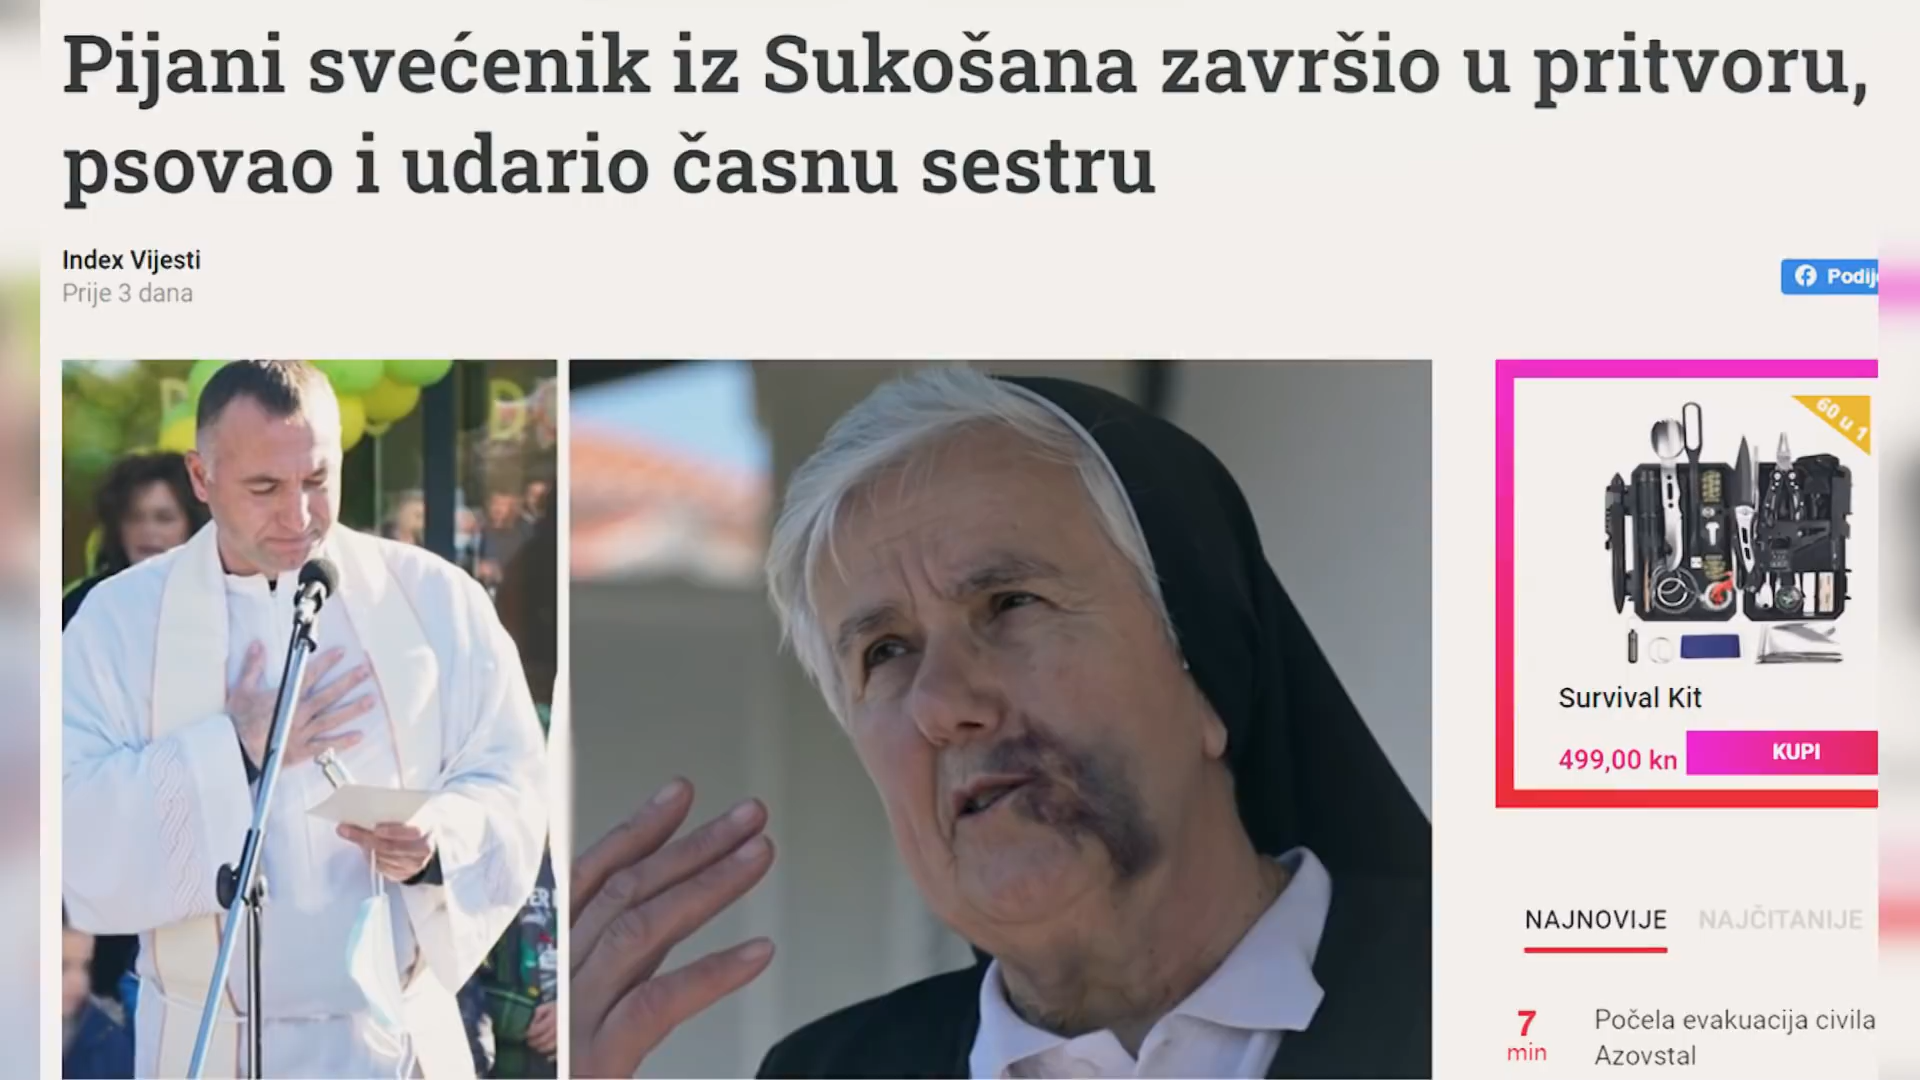 Pijani svećenik iz Sukošana završio u pritvoru,
psovao i udario časnu sestru
Index Vijesti
Prije 3 dana
60 u 1
Survival Kit
499,00 kn
KUPI
NAJNOVIJE NAJČITANIJE
7
min
Počela evakuacija civila
Azovstal